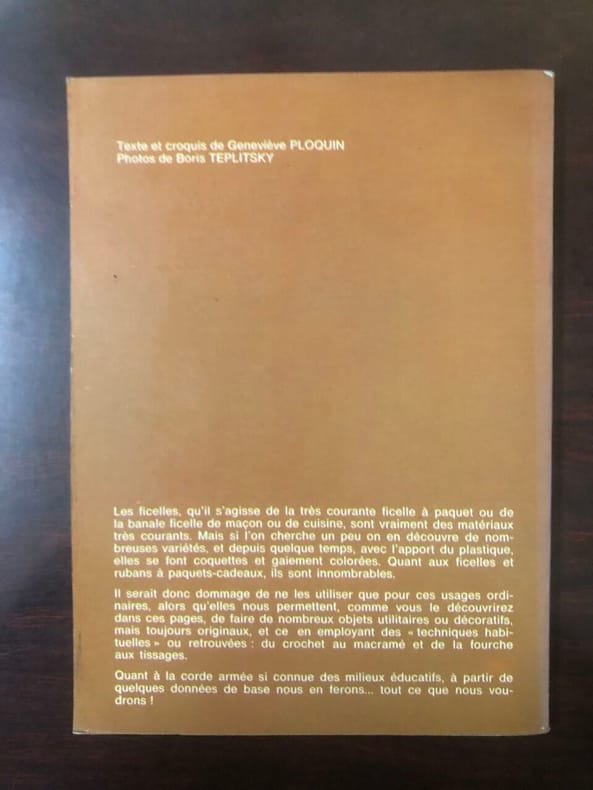 Texte et croquis de Geneviève PLOQUIN
Photos de Boris TEPLITSKY
Les ficelles, qu'il s'agisse de la très courante ficelle à paquet ou de
la banale ficelle de maçon ou de cuisine, sont vraiment des matériaux
très courants. Mais si l'on cherche un peu on en découvre de nom-
breuses variétés, et depuis quelque temps, avec l'apport du plastique,
elles se font coquettes et gaiement colorées. Quant aux ficelles et
rubans à paquets-cadeaux, ils sont innombrables.
Il serait donc dommage de ne les utiliser que pour ces usages ordi-
naires, alors qu'elles nous permettent, comme vous le découvrirez
dans ces pages, de faire de nombreux objets utilitaires ou décoratifs,
mais toujours originaux, et ce en employant des « techniques habi-
tuelles » ou retrouvées : du crochet au macramé et de la fourche
aux tissages.
Quant à la corde armée si connue des milieux éducatifs, à partir de
quelques données de base nous en ferons... tout ce que nous vou-
drons !